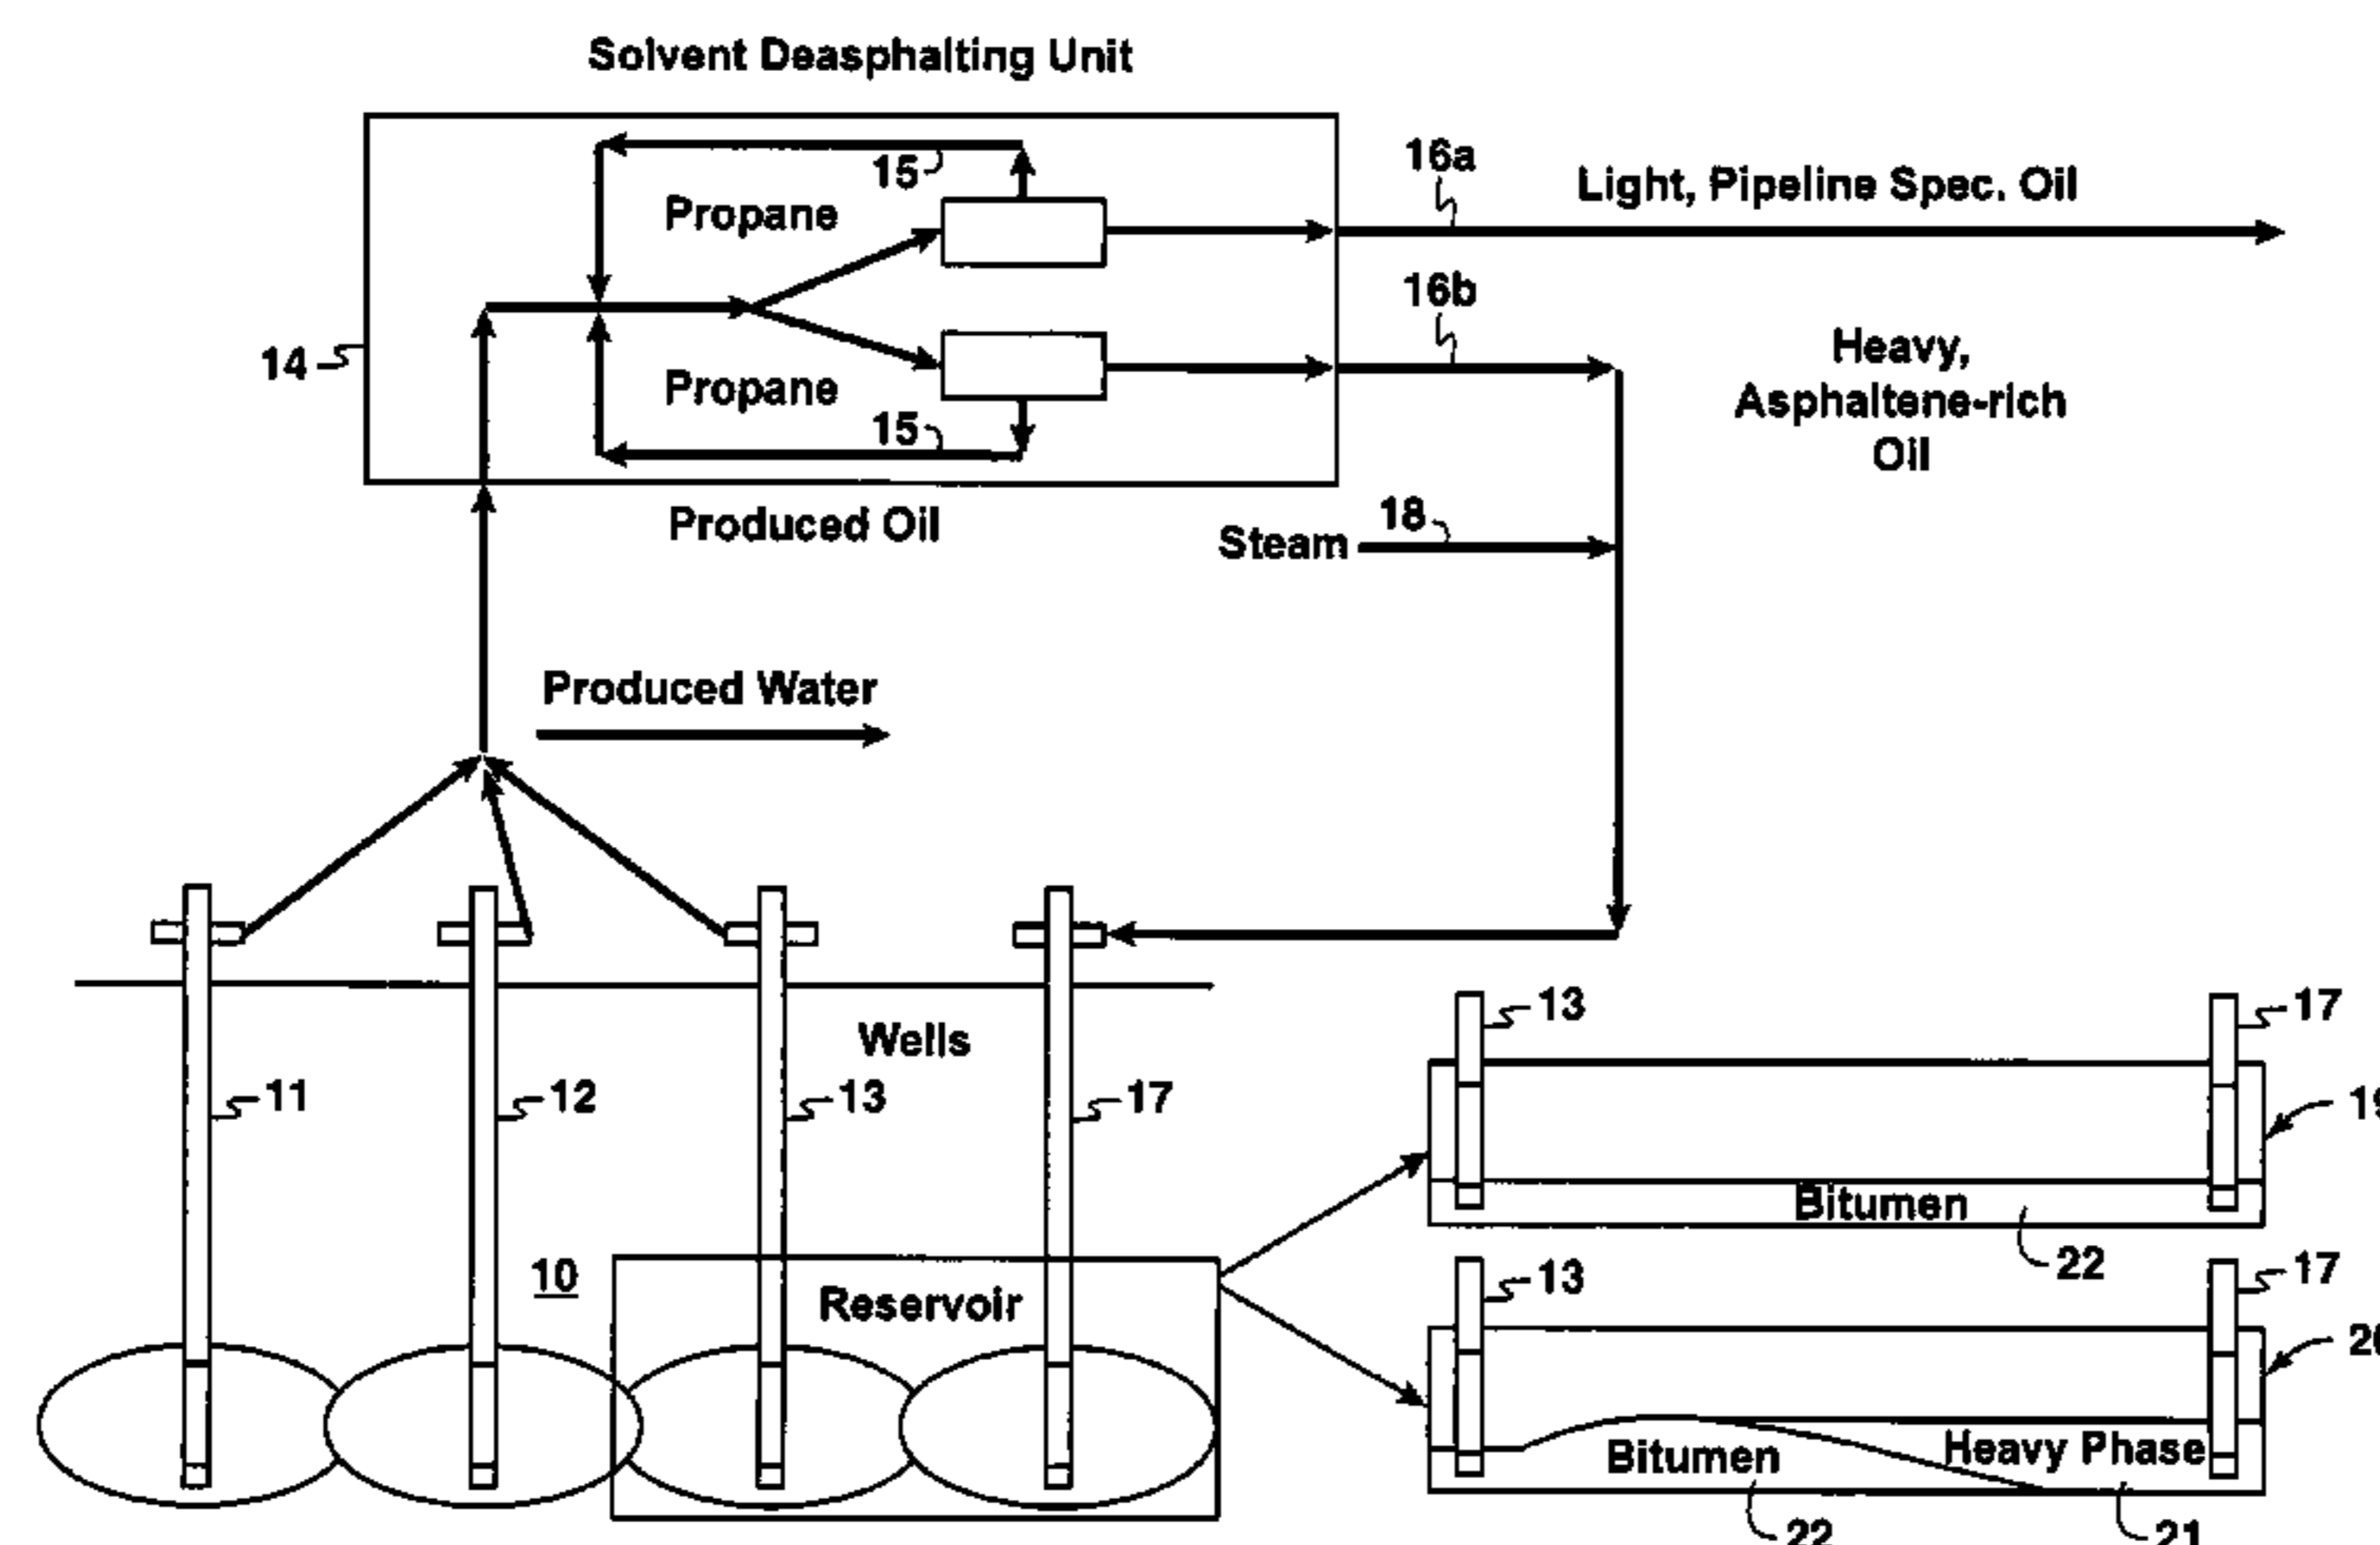 Solvent Deasphalting Unit
15
16a
Light, Pipeline Spec. Oil
Propane
16b
14
Heavy,
Asphaltene-rich
Oil
Propane
15
Produced Oil
Steam
18
Produced Water
Wells
13
17
11
12
13
17
Bitumen
22
10
Reservoir
13
17
Bitumen
Heavy Phase
22
21